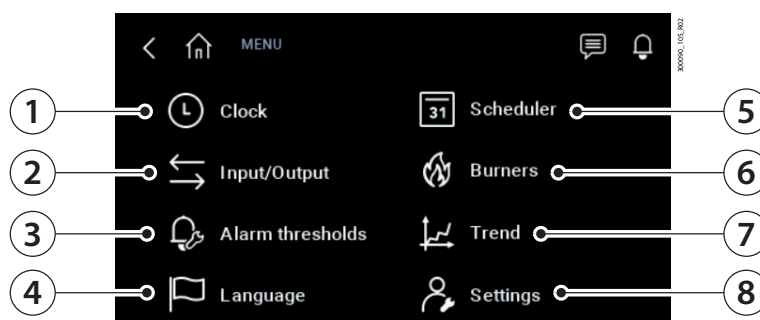 MENU
300090_105_R02
1 Clock
2 Input/Output
3 Alarm thresholds
4 Language
31 Scheduler 5
Burners 6
Trend 7
Settings 8